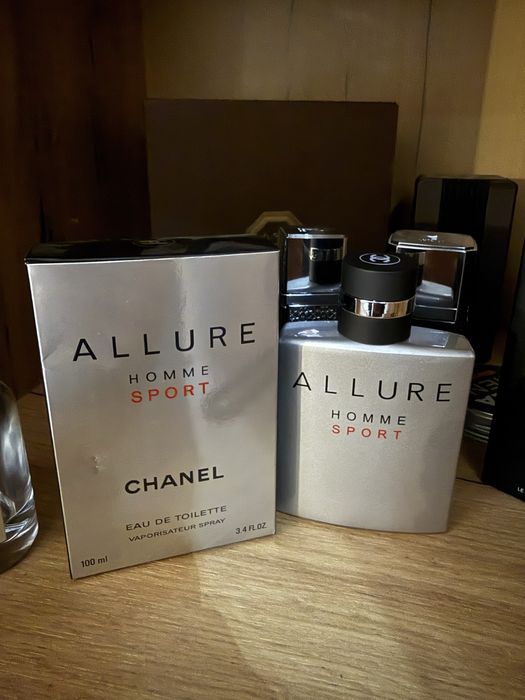 ALLURE
HOMME
SPORT
CHANEL
EAU DE TOILETTE
VAPORISATEUR SPRAY
100 ml
3.4 FL.OZ.
ALLURE
HOMME
SPORT